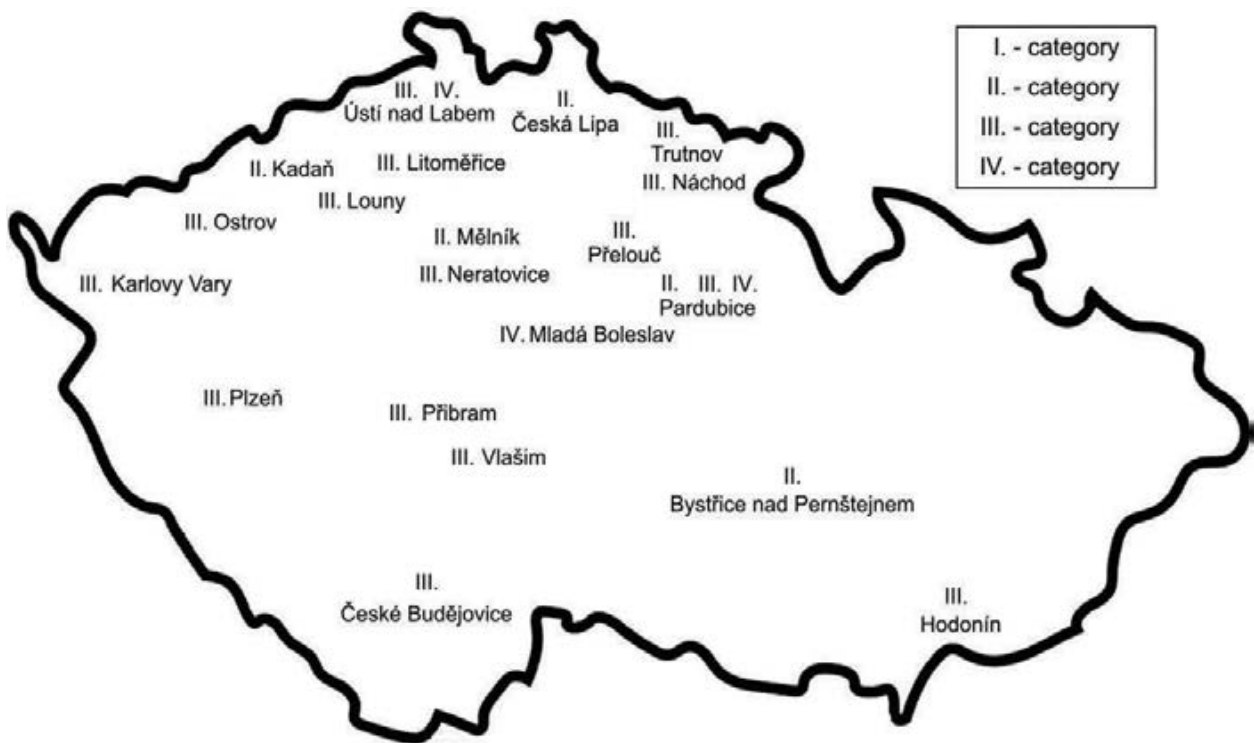 I. - category
II. - category
III. - category
IV. - category
III. IV.
Ústí nad Labem
II.
Česká Lípa
III.
Trutnov
II. Kadaň
III. Litoměřice
III. Náchod
III. Louny
III. Ostrov
II. Mělník
III.
Přelouč
III. Neratovice
III. Karlovy Vary
II. III. IV.
Pardubice
IV. Mladá Boleslav
III. Plzeň
III. Přibram
III. Vlašim
II.
Bystřice nad Pernštejnem
III.
České Budějovice
III.
Hodonín